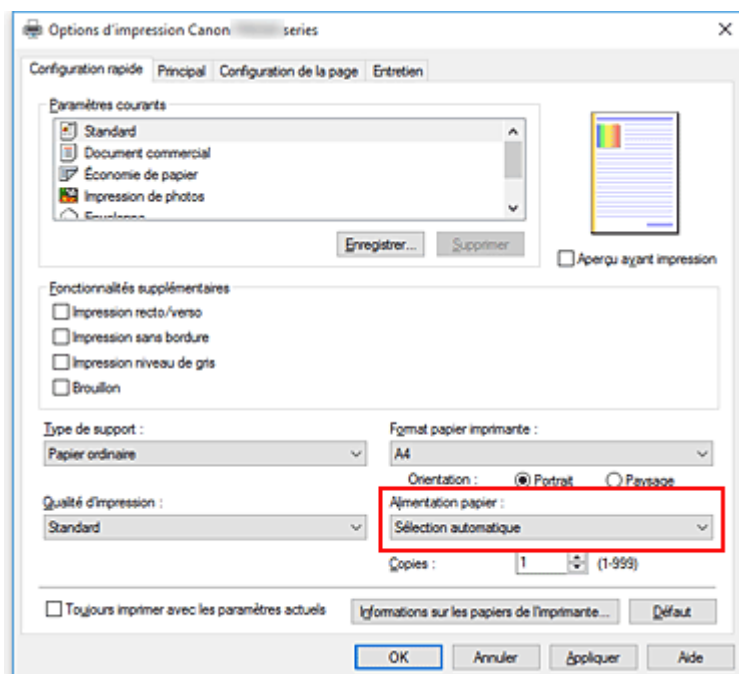 Options d'impression Canon series
Configuration rapide Principal Configuration de la page Entretien
Paramètres courants
Standard
Document commercial
Économie de papier
Impression de photos
Enregistrer... Supprimer
Aperçu avant impression
Fonctionnalités supplémentaires
Impression recto/verso
Impression sans bordure
Impression niveau de gris
Brouillon
Type de support :
Papier ordinaire
Format papier imprimante :
A4
Orientation : Portrait Paysage
Qualité d'impression :
Standard
Alimentation papier :
Sélection automatique
Copies : 1 (1-999)
Toujours imprimer avec les paramètres actuels
Informations sur les papiers de l'imprimante... Défaut
OK Annuler Appliquer Aide